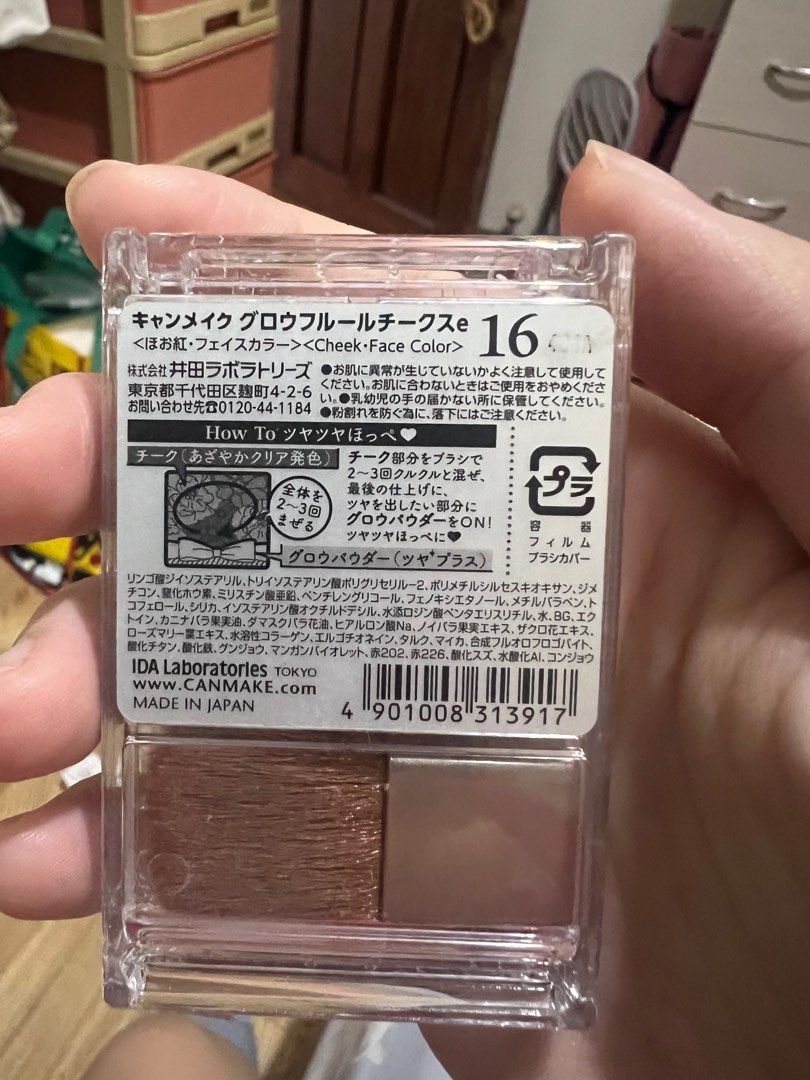 キャンメイク グロウフルールチークスe 16
<ほお紅・フェイスカラー><Cheek・Face Color>
株式会社 井田ラボラトリーズ
東京都千代田区麹町4-2-6
お問い合わせ先☎0120-44-1184
●お肌に異常が生じていないかよく注意して使用して
ください。お肌に合わないときはご使用をおやめくださ
い。●乳幼児の手の届かない所に保管してください。
●粉割れを防ぐ為に、落下にはご注意ください。
How To ツヤツヤほっぺ♥
チーク(あざやかクリア発色)
全体を
2〜3回
まぜる
グロウパウダー(ツヤ+プラス)
チーク部分をブラシで
2〜3回クルクルと混ぜ、
最後の仕上げに、
ツヤを出したい部分に
グロウパウダーをON!
ツヤツヤほっぺに♥
プラ
容器
フィルム
ブラシカバー
リンゴ酸ジイソステアリル、トリイソステアリン酸ポリグリセリル-2、ポリメチルシルセスキオキサン、ジメ
チコン、窒化ホウ素、ミリスチン酸亜鉛、ペンチレングリコール、フェノキシエタノール、メチルパラベン、ト
コフェロール、シリカ、イソステアリン酸オクチルドデシル、水添ロジン酸ペンタエリスリチル、水、BG、エク
トイン、カニナバラ果実油、ダマスクバラ花油、ヒアルロン酸Na、ノイバラ果実エキス、ザクロ花エキス、
ローズマリー葉エキス、水溶性コラーゲン、エルゴチオネイン、タルク、マイカ、合成フルオロフロゴパイト、
酸化チタン、酸化鉄、グンジョウ、マンガンバイオレット、赤202、赤226、酸化スズ、水酸化Al、コンジョウ
IDA Laboratories TOKYO
www.CANMAKE.com
MADE IN JAPAN
4 901008 313917